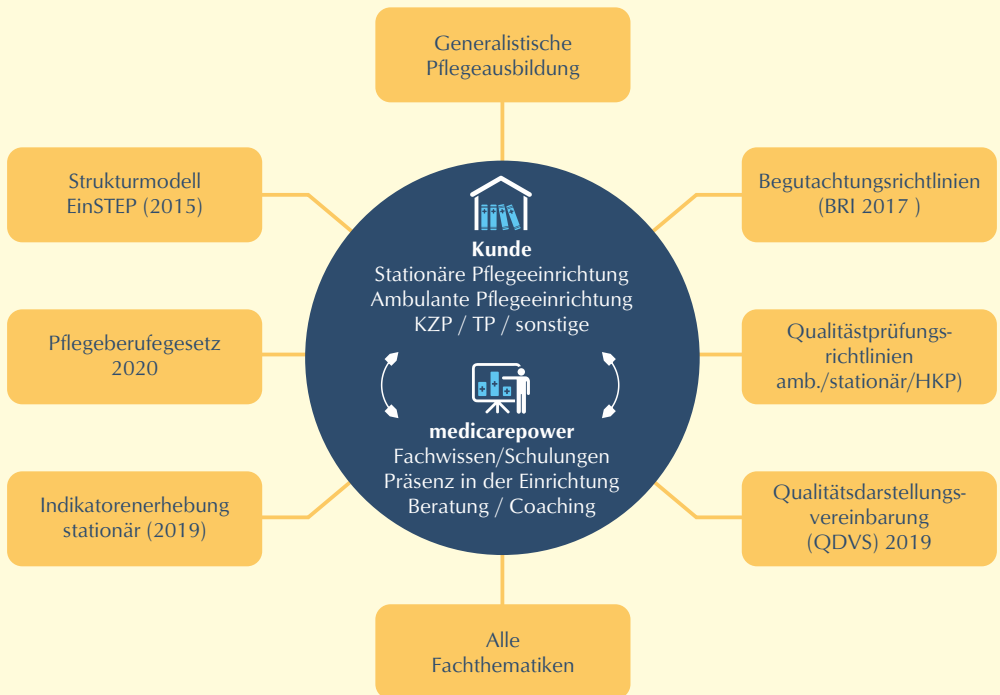 Generalistische
Pflegeausbildung
Strukturmodell
EinSTEP (2015)
Begutachtungsrichtlinien
(BRI 2017 )
Kunde
Stationäre Pflegeeinrichtung
Ambulante Pflegeeinrichtung
KZP / TP / sonstige
Pflegeberufegesetz
2020
Qualitästprüfungs-
richtlinien
amb./stationär/HKP)
medicarepower
Fachwissen/Schulungen
Präsenz in der Einrichtung
Beratung / Coaching
Indikatorenerhebung
stationär (2019)
Qualitätsdarstellungs-
vereinbarung
(QDVS) 2019
Alle
Fachthematiken